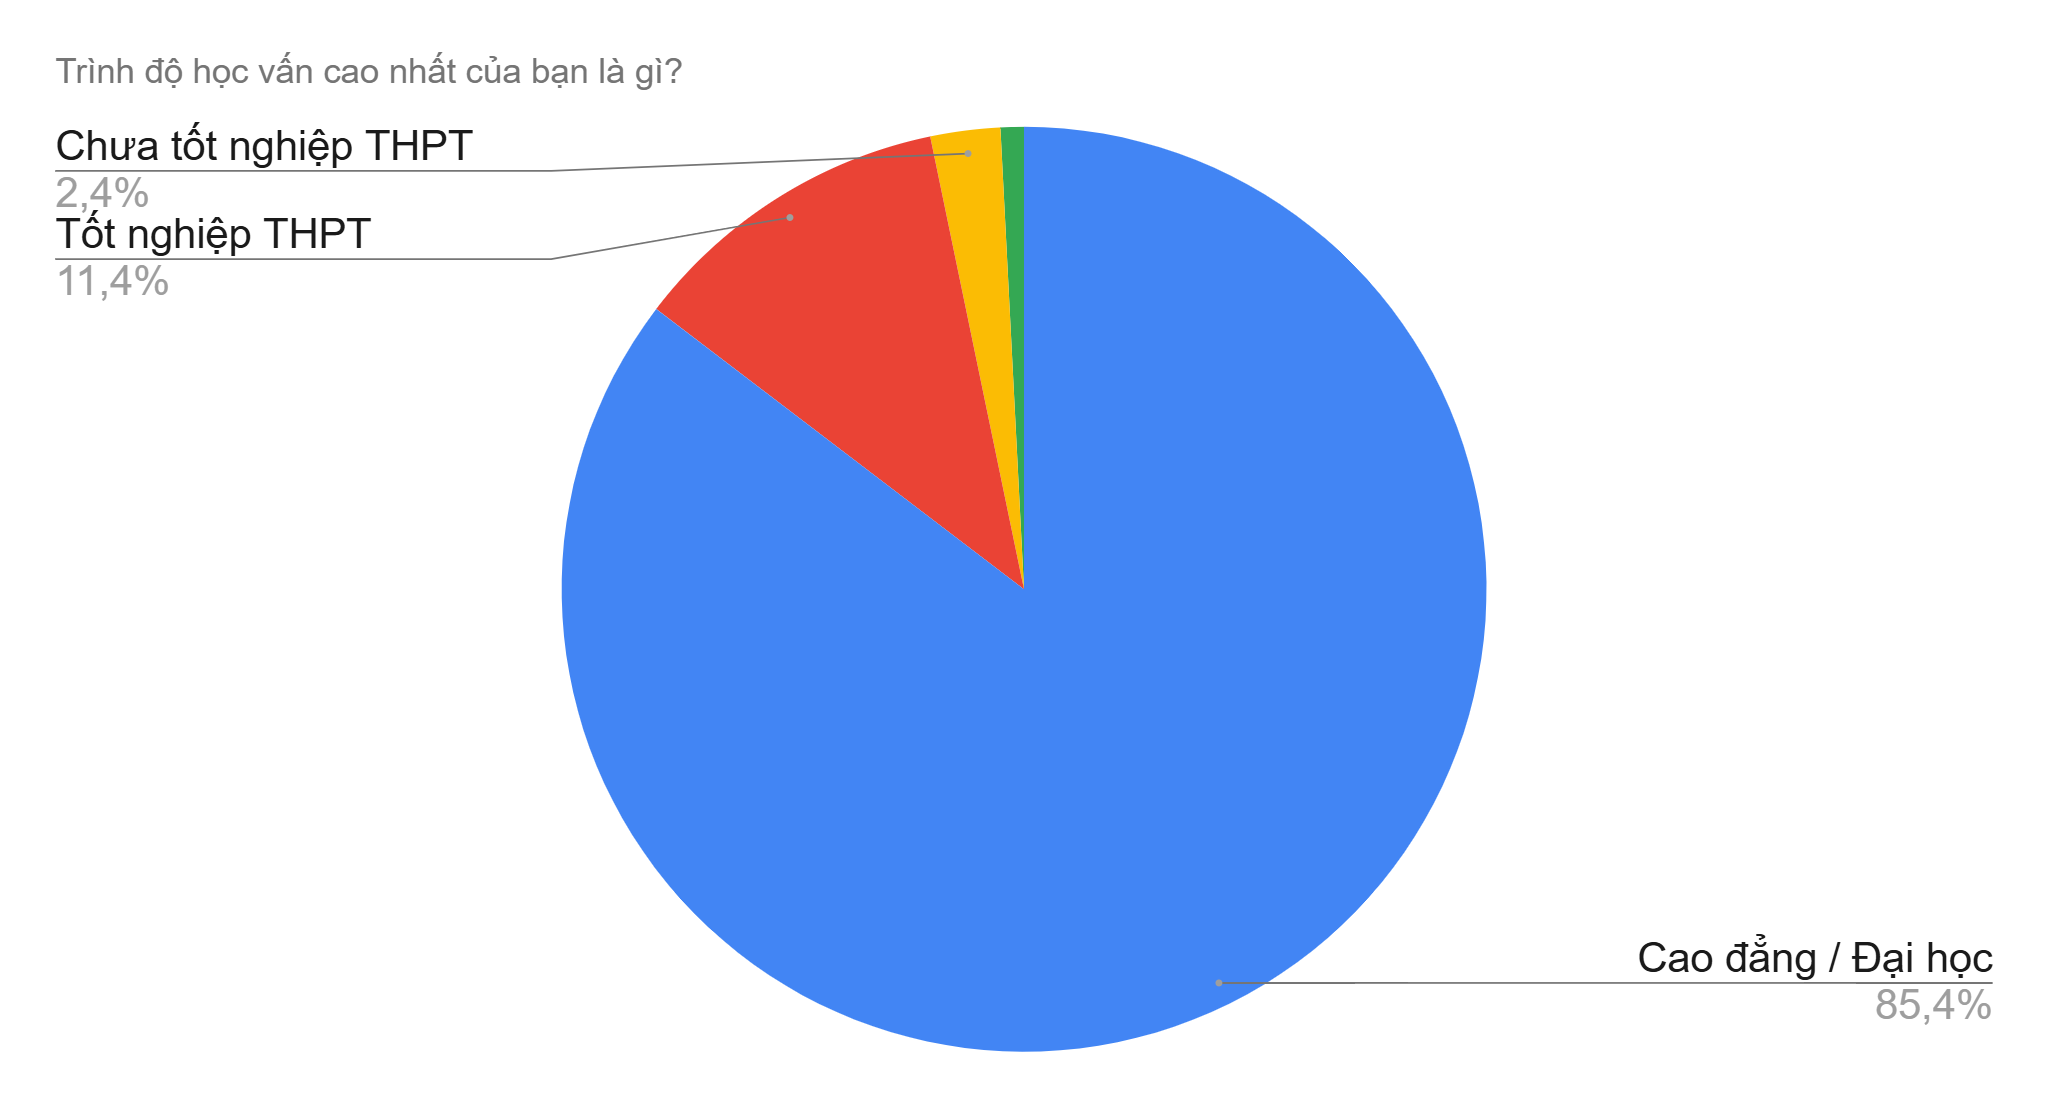 Trình độ học vấn cao nhất của bạn là gì?
Chưa tốt nghiệp THPT
2,4%
Tốt nghiệp THPT
11,4%
Cao đẳng / Đại học
85,4%